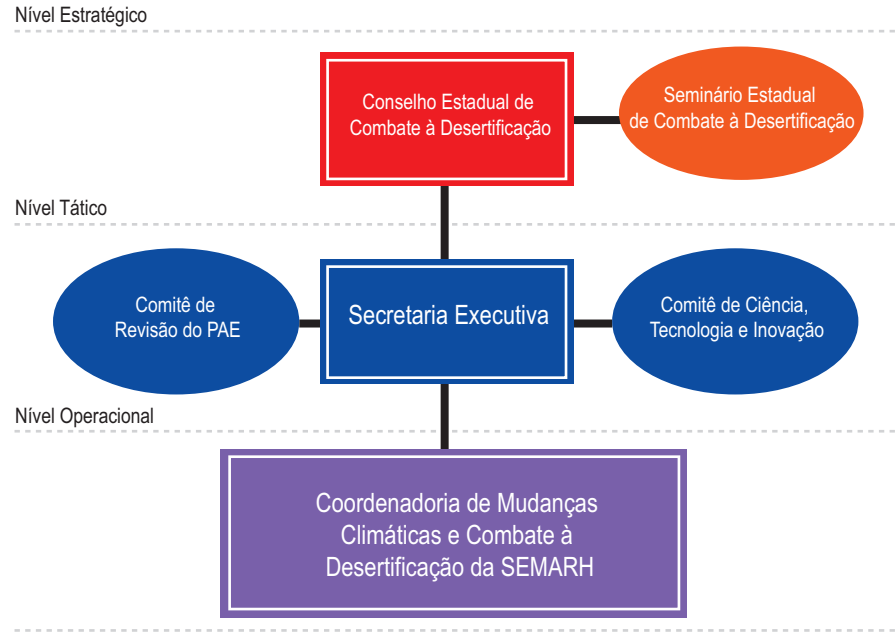 Nível Estratégico
Conselho Estadual de
Combate à Desertificação
Seminário Estadual
de Combate à Desertificação
Nível Tático
Comitê de
Revisão do PAE
Secretaria Executiva
Comitê de Ciência,
Tecnologia e Inovação
Nível Operacional
Coordenadoria de Mudanças
Climáticas e Combate à
Desertificação da SEMARH